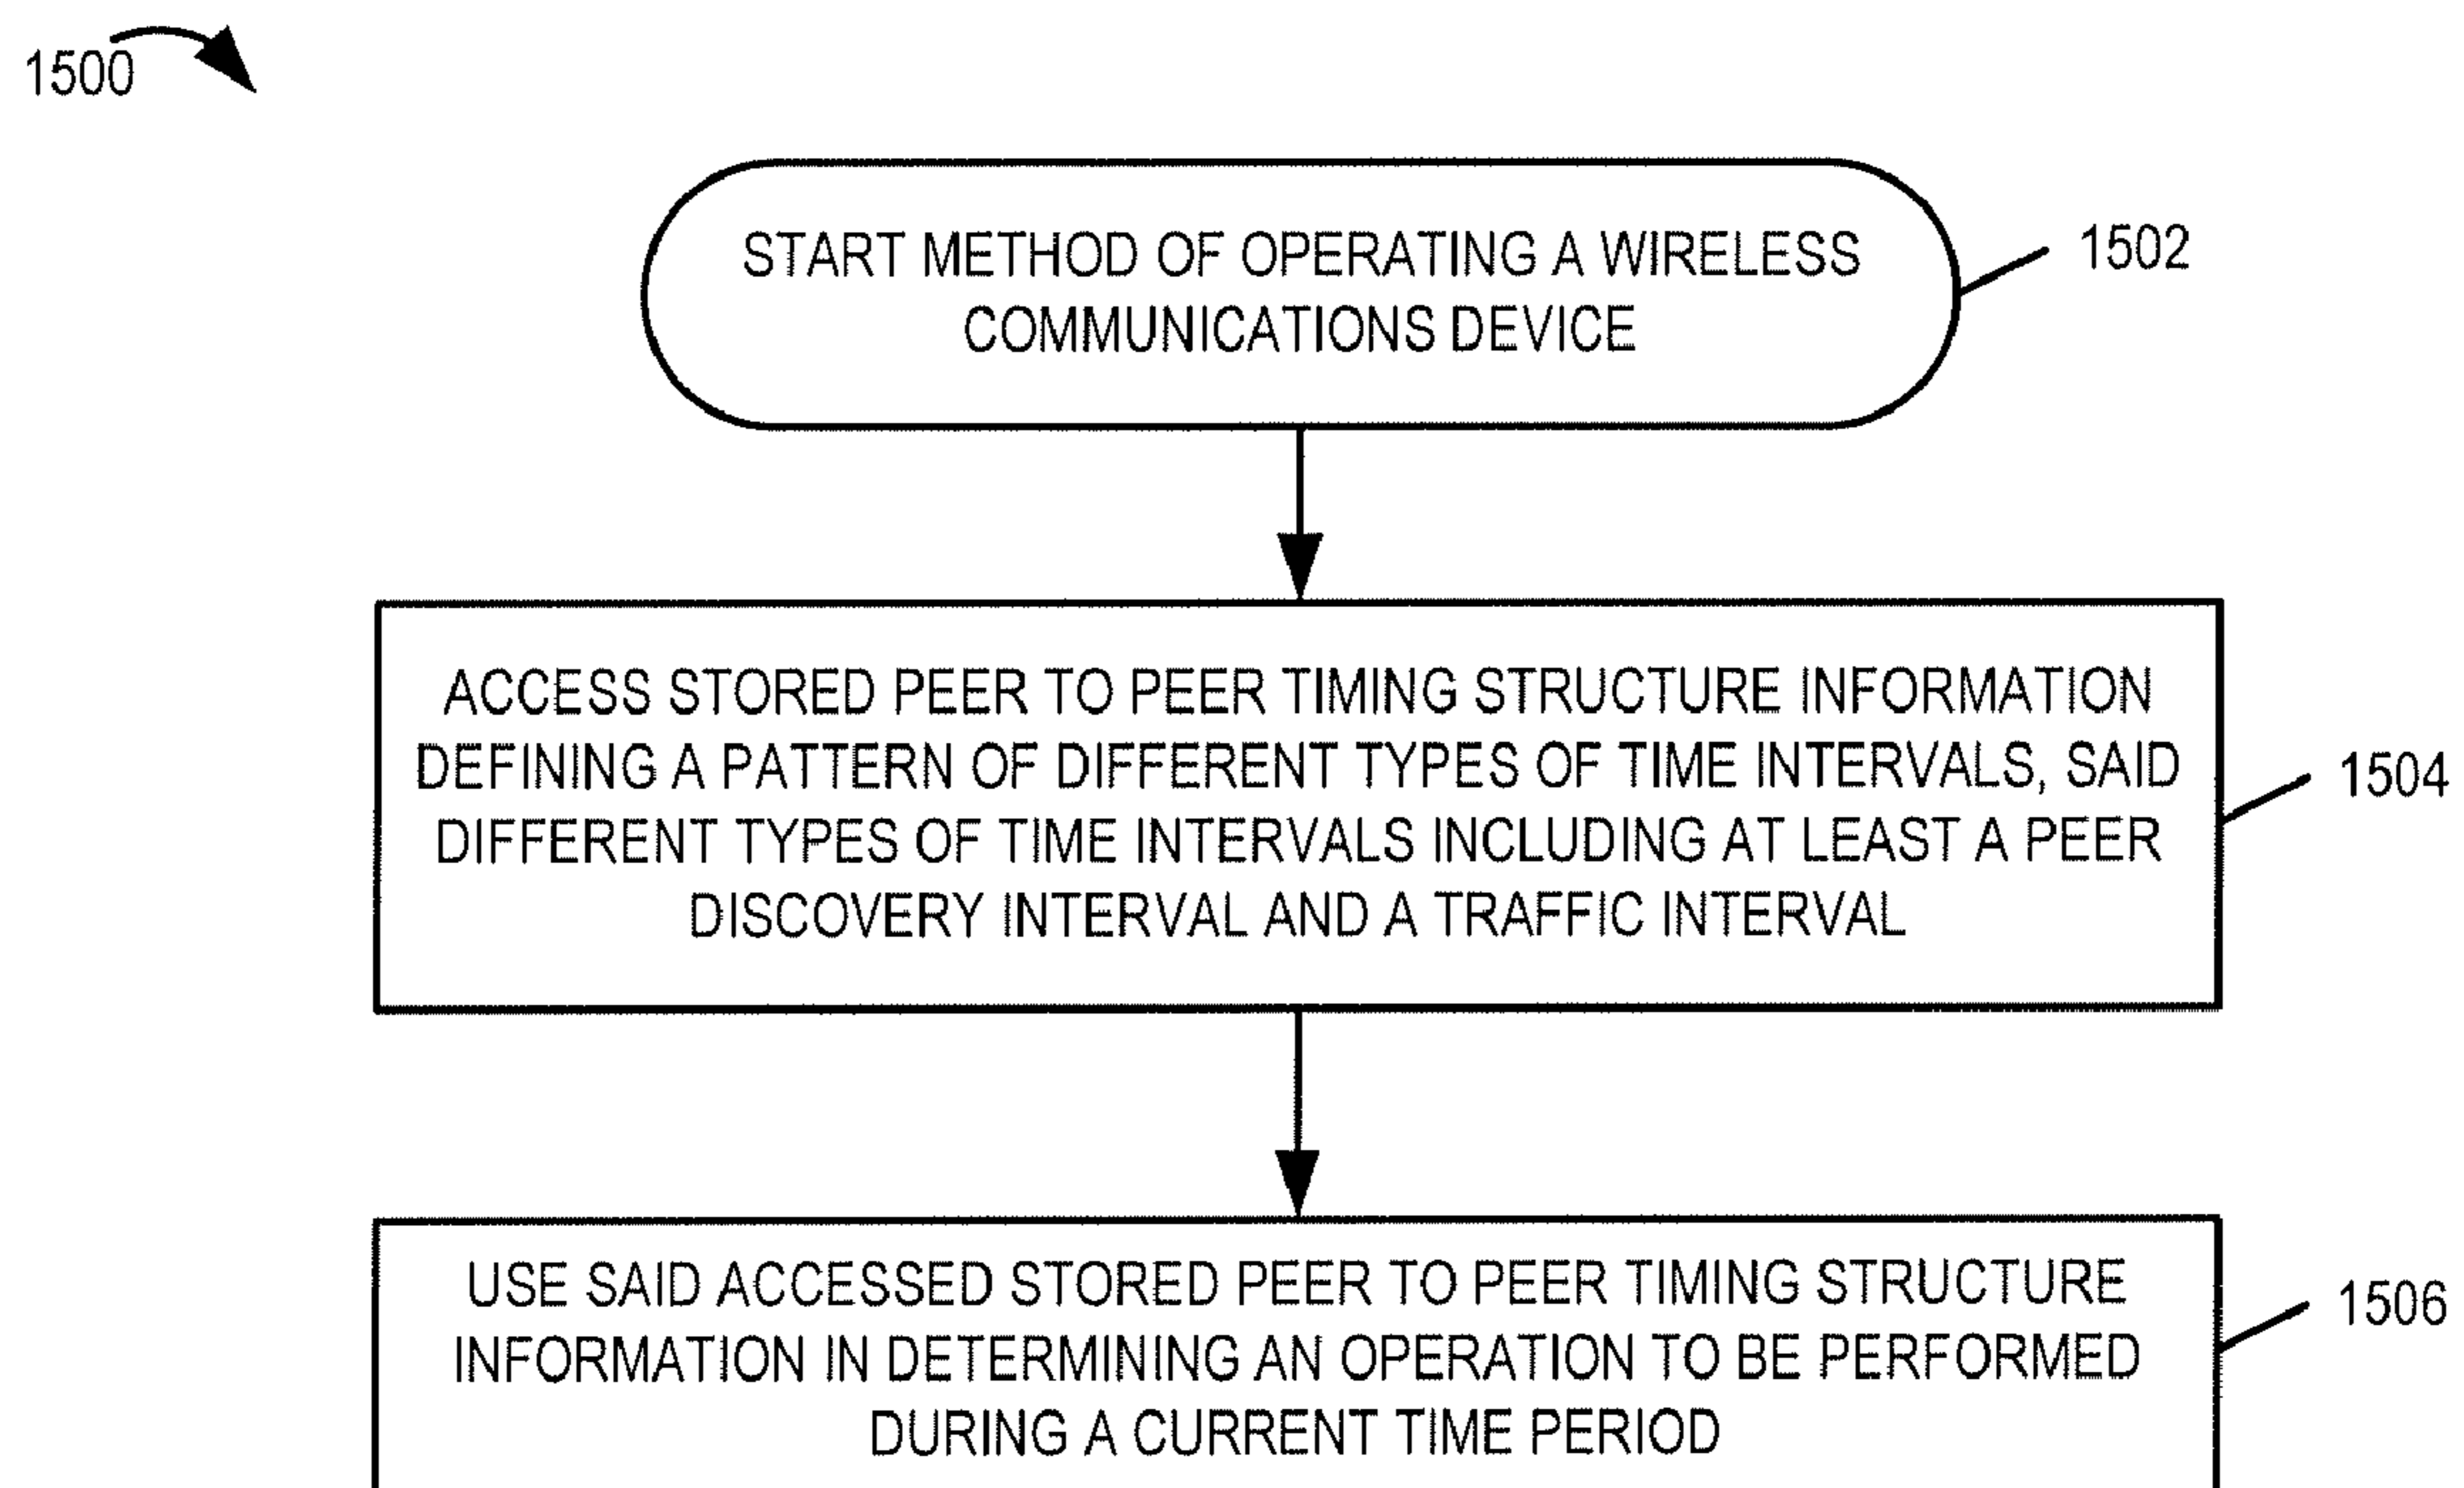 1500
START METHOD OF OPERATING A WIRELESS
COMMUNICATIONS DEVICE
1502
ACCESS STORED PEER TO PEER TIMING STRUCTURE INFORMATION
DEFINING A PATTERN OF DIFFERENT TYPES OF TIME INTERVALS, SAID
DIFFERENT TYPES OF TIME INTERVALS INCLUDING AT LEAST A PEER
DISCOVERY INTERVAL AND A TRAFFIC INTERVAL
1504
USE SAID ACCESSED STORED PEER TO PEER TIMING STRUCTURE
INFORMATION IN DETERMINING AN OPERATION TO BE PERFORMED
DURING A CURRENT TIME PERIOD
1506